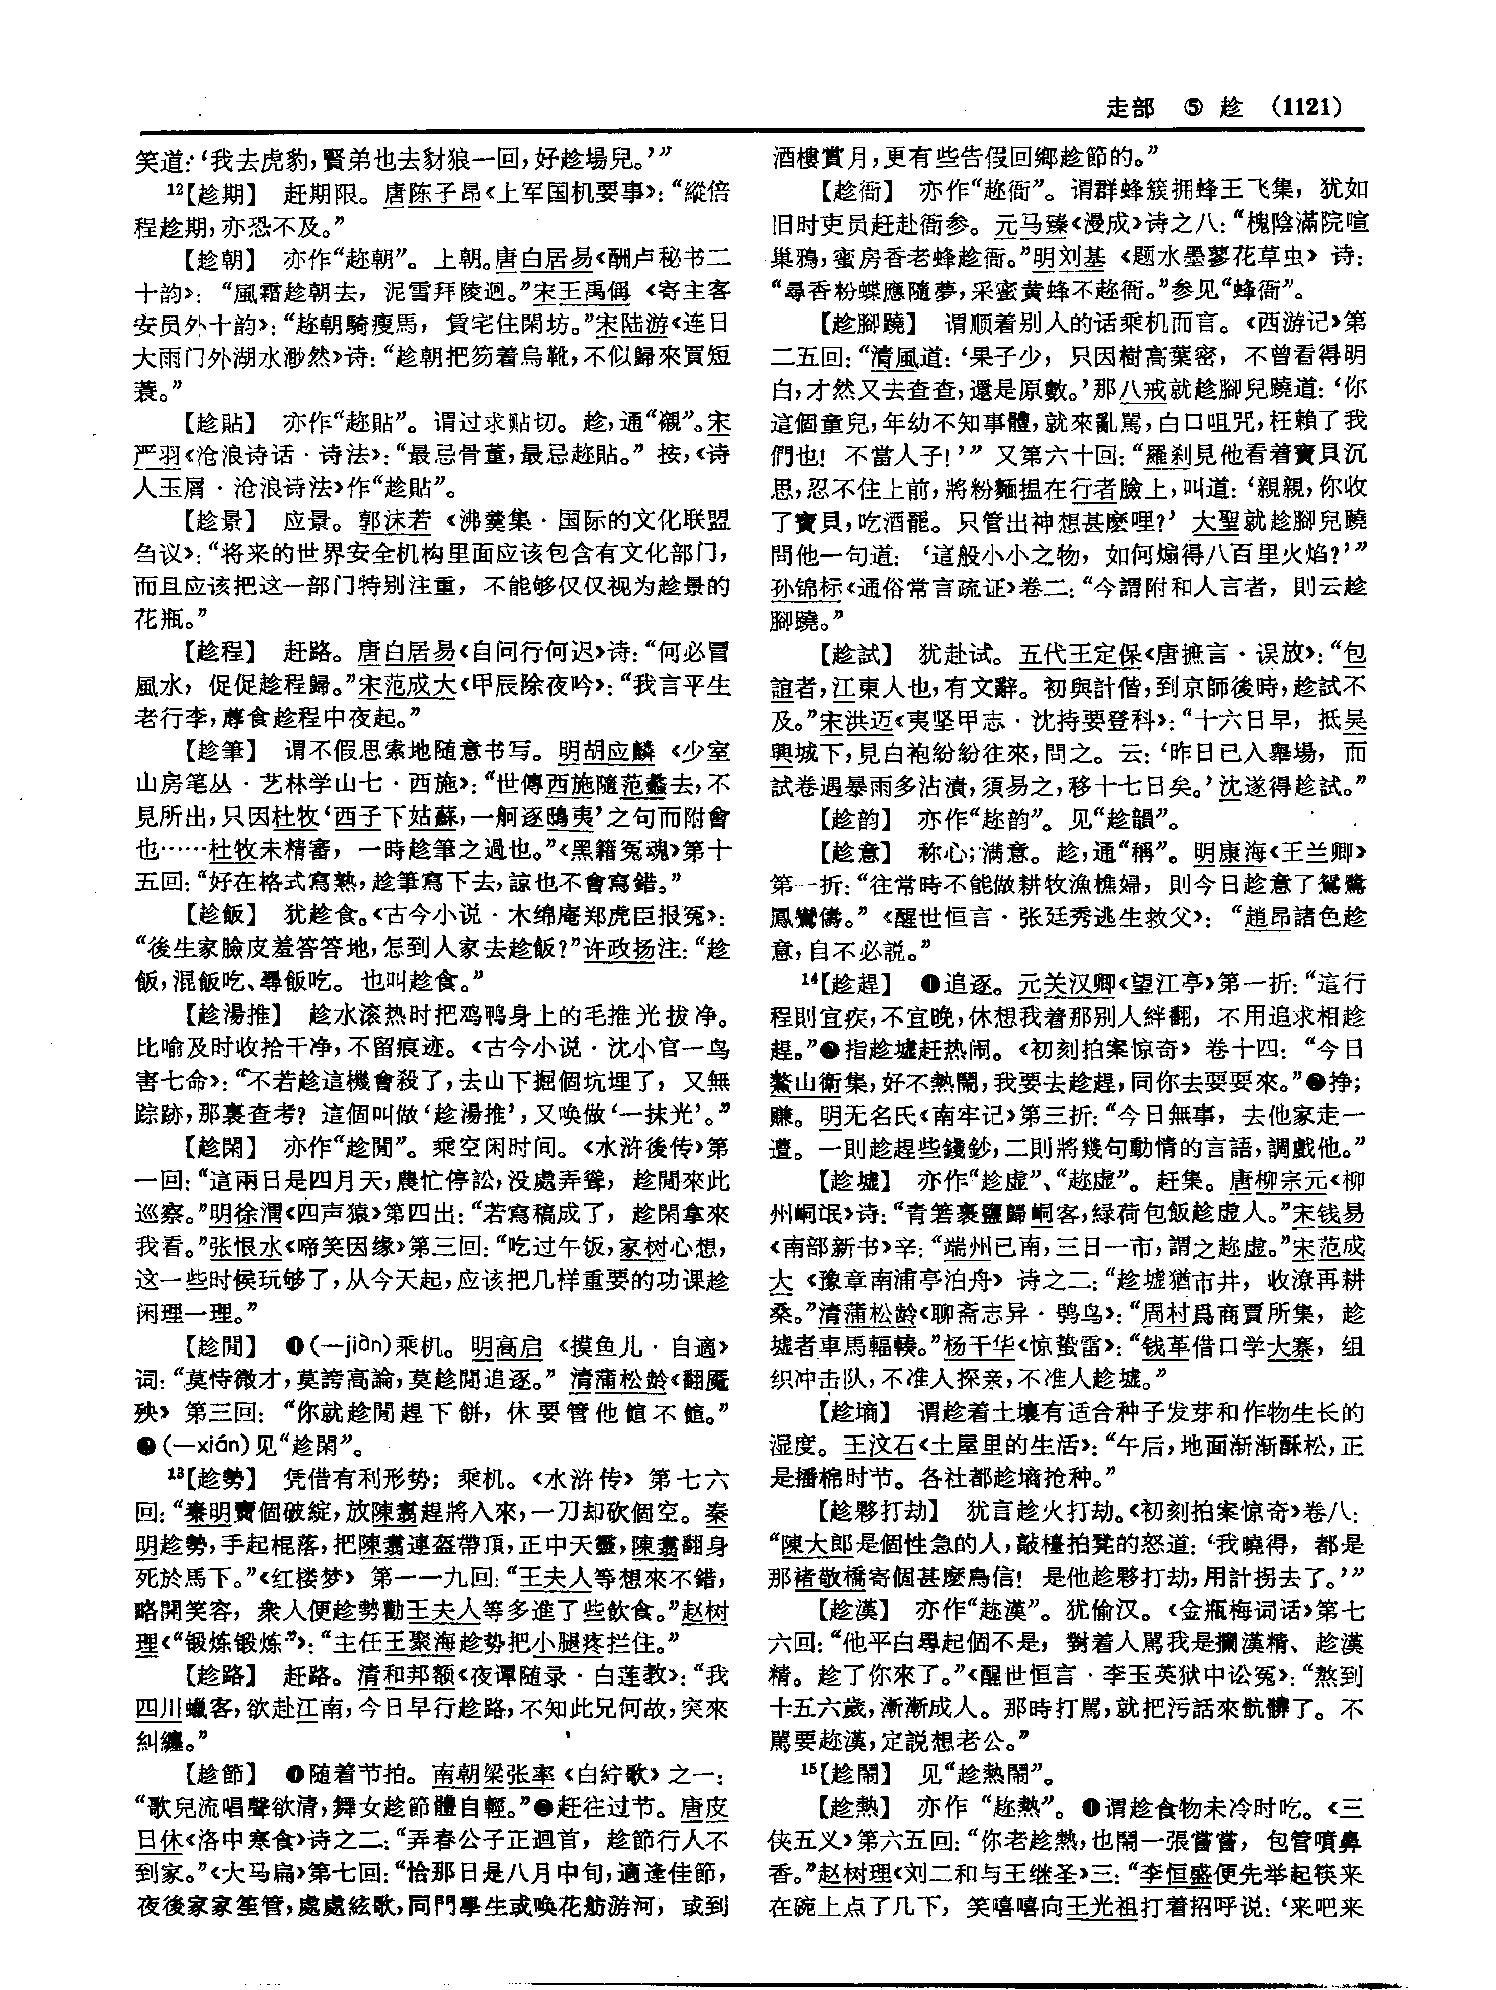 走部 ⑤ 趁 (1121)
笑道:‘我去虎豹,賢弟也去豺狼一回,好趁場兒。’”
¹²【趁期】 赶期限。唐陈子昂《上军国机要事》:“縱倍
程趁期,亦恐不及。”
【趁朝】 亦作“趂朝”。上朝。唐白居易《酬卢秘书二
十韵》:“風霜趁朝去,泥雪拜陵迴。”宋王禹偁《寄主客
安员外十韵》:“趂朝騎瘦馬,賃宅住閑坊。”宋陆游《连日
大雨门外湖水渺然》诗:“趁朝把笏着烏靴,不似歸來買短
蓑。”
【趁貼】 亦作“趂貼”。谓过求贴切。趁,通“襯”。宋
严羽《沧浪诗话·诗法》:“最忌骨董,最忌趂貼。”按,《诗
人玉屑·沧浪诗法》作“趁貼”。
【趁景】 应景。郭沫若《沸羹集·国际的文化联盟
刍议》:“将来的世界安全机构里面应该包含有文化部门,
而且应该把这一部门特别注重,不能够仅仅视为趁景的
花瓶。”
【趁程】 赶路。唐白居易《自问行何迟》诗:“何必冒
風水,促促趁程歸。”宋范成大《甲辰除夜吟》:“我言平生
老行李,蓐食趁程中夜起。”
【趁筆】 谓不假思索地随意书写。明胡应麟《少室
山房笔丛·艺林学山七·西施》:“世傳西施隨范蠡去,不
見所出,只因杜牧‘西子下姑蘇,一舸逐鴟夷’之句而附會
也……杜牧未精審,一時趁筆之過也。”《黑籍冤魂》第十
五回:“好在格式寫熟,趁筆寫下去,諒也不會寫錯。”
【趁飯】 犹趁食。《古今小说·木绵庵郑虎臣报冤》:
“後生家臉皮羞答答地,怎到人家去趁飯?”许政扬注:“趁
飯,混飯吃、尋飯吃。也叫趁食。”
【趁湯推】 趁水滚热时把鸡鸭身上的毛推光拔净。
比喻及时收拾干净,不留痕迹。《古今小说·沈小官一鸟
害七命》:“不若趁這機會殺了,去山下掘個坑埋了,又無
踪跡,那裏查考?這個叫做‘趁湯推’,又唤做‘一抹光’。”
【趁閑】 亦作“趁閒”。乘空闲时间。《水浒後传》第
一回:“這兩日是四月天,農忙停訟,没處弄聳,趁閒來此
巡察。”明徐渭《四声猿》第四出:“若寫稿成了,趁閑拿來
我看。”张恨水《啼笑因缘》第三回:“吃过午饭,家树心想,
这一些时候玩够了,从今天起,应该把几样重要的功课趁
闲理一理。”
【趁閒】 ❶(—jiàn)乘机。明高启《摸鱼儿·自適》
词:“莫恃微才,莫誇高論,莫趁閒追逐。”清蒲松龄《翻魇
殃》第三回:“你就趁閒趕下餅,休要管他餡不餡。”
❷(—xián)见“趁閑”。
¹³【趁勢】 凭借有利形势;乘机。《水浒传》第七六
回:“秦明賣個破綻,放陳翥趕將入來,一刀却砍個空。秦
明趁勢,手起棍落,把陳翥連盔帶頂,正中天靈,陳翥翻身
死於馬下。”《红楼梦》第一一九回:“王夫人等想來不錯,
略開笑容,衆人便趁勢勸王夫人等多進了些飲食。”赵树
理《“锻炼锻炼”》:“主任王聚海趁势把小腿疼拦住。”
【趁路】 赶路。清和邦额《夜谭随录·白莲教》:“我
四川蠟客,欲赴江南,今日早行趁路,不知此兄何故,突來
糾纏。”
【趁節】 ❶随着节拍。南朝梁张率《白紵歌》之一:
“歌兒流唱聲欲清,舞女趁節體自輕。”❷赶往过节。唐皮
日休《洛中寒食》诗之二:“弄春公子正迴首,趁節行人不
到家。”《大马扁》第七回:“恰那日是八月中旬,適逢佳節,
夜後家家笙管,處處絃歌,同門學生或唤花舫游河,或到
酒樓賞月,更有些告假回鄉趁節的。”
【趁衙】 亦作“趂衙”。谓群蜂簇拥蜂王飞集,犹如
旧时吏员赶赴衙参。元马臻《漫成》诗之八:“槐陰滿院喧
巢鴉,蜜房香老蜂趁衙。”明刘基《题水墨蓼花草虫》诗:
“尋香粉蝶應隨夢,采蜜黄蜂不趂衙。”参见“蜂衙”。
【趁腳蹺】 谓顺着别人的话乘机而言。《西游记》第
二五回:“清風道:‘果子少,只因樹高葉密,不曾看得明
白,才然又去查查,還是原數。’那八戒就趁腳兒蹺道:‘你
這個童兒,年幼不知事體,就來亂駡,白口咀咒,枉賴了我
們也!不當人子!’”又第六十回:“羅刹見他看着寶貝沉
思,忍不住上前,將粉麵揾在行者臉上,叫道:‘親親,你收
了寶貝,吃酒罷。只管出神想甚麽哩?’大聖就趁腳兒蹺
問他一句道:‘這般小小之物,如何煽得八百里火焰?’”
孙锦标《通俗常言疏证》卷二:“今謂附和人言者,則云趁
腳蹺。”
【趁試】 犹赴试。五代王定保《唐摭言·误放》:“包
誼者,江東人也,有文辭。初與計偕,到京師後時,趁試不
及。”宋洪迈《夷坚甲志·沈持要登科》:“十六日早,抵吴
興城下,見白袍紛紛往來,問之。云:‘昨日已入舉場,而
試卷遇暴雨多沾漬,須易之,移十七日矣。’沈遂得趁試。”
【趁韵】 亦作“趂韵”。见“趁韻”。
【趁意】 称心;满意。趁,通“稱”。明康海《王兰卿》
第一折:“往常時不能做耕牧漁樵婦,則今日趁意了鴛鷺
鳳鸞儔。”《醒世恒言·张廷秀逃生救父》:“趙昂諸色趁
意,自不必説。”
¹⁴【趁趕】 ❶追逐。元关汉卿《望江亭》第一折:“這行
程則宜疾,不宜晚,休想我着那别人絆翻,不用追求相趁
趕。”❷指趁墟赶热闹。《初刻拍案惊奇》卷十四:“今日
鰲山衛集,好不熱鬧,我要去趁趕,同你去耍耍來。”❸挣;
賺。明无名氏《南牢记》第三折:“今日無事,去他家走一
遭。一則趁趕些錢鈔,二則將幾句動情的言語,調戲他。”
【趁墟】 亦作“趁虚”、“趂虚”。赶集。唐柳宗元《柳
州峒氓》诗:“青箬裹鹽歸峒客,緑荷包飯趁虚人。”宋钱易
《南部新书》辛:“端州已南,三日一市,謂之趂虚。”宋范成
大《豫章南浦亭泊舟》诗之二:“趁墟猶市井,收潦再耕
桑。”清蒲松龄《聊斋志异·鸮鸟》:“周村爲商賈所集,趁
墟者車馬輻輳。”杨干华《惊蛰雷》:“钱革借口学大寨,组
织冲击队,不准人探亲,不准人趁墟。”
【趁墒】 谓趁着土壤有适合种子发芽和作物生长的
湿度。王汶石《土屋里的生活》:“午后,地面渐渐酥松,正
是播棉时节。各社都趁墒抢种。”
【趁夥打劫】 犹言趁火打劫。《初刻拍案惊奇》卷八:
“陳大郎是個性急的人,敲檯拍凳的怒道:‘我曉得,都是
那褚敬橋寄個甚麽鳥信!是他趁夥打劫,用計拐去了。’”
【趁漢】 亦作“趂漢”。犹偷汉。《金瓶梅词话》第七
六回:“他平白尋起個不是,對着人駡我是攔漢精、趁漢
精。趁了你來了。”《醒世恒言·李玉英狱中讼冤》:“熬到
十五六歲,漸漸成人。那時打駡,就把污話來骯髒了。不
駡要趂漢,定説想老公。”
¹⁵【趁鬧】 见“趁熱鬧”。
【趁熱】 亦作“趂熱”。❶谓趁食物未冷时吃。《三
侠五义》第六五回:“你老趁熱,也鬧一張嘗嘗,包管噴鼻
香。”赵树理《刘二和与王继圣》三:“李恒盛便先举起筷来
在碗上点了几下,笑嘻嘻向王光祖打着招呼说:‘来吧来